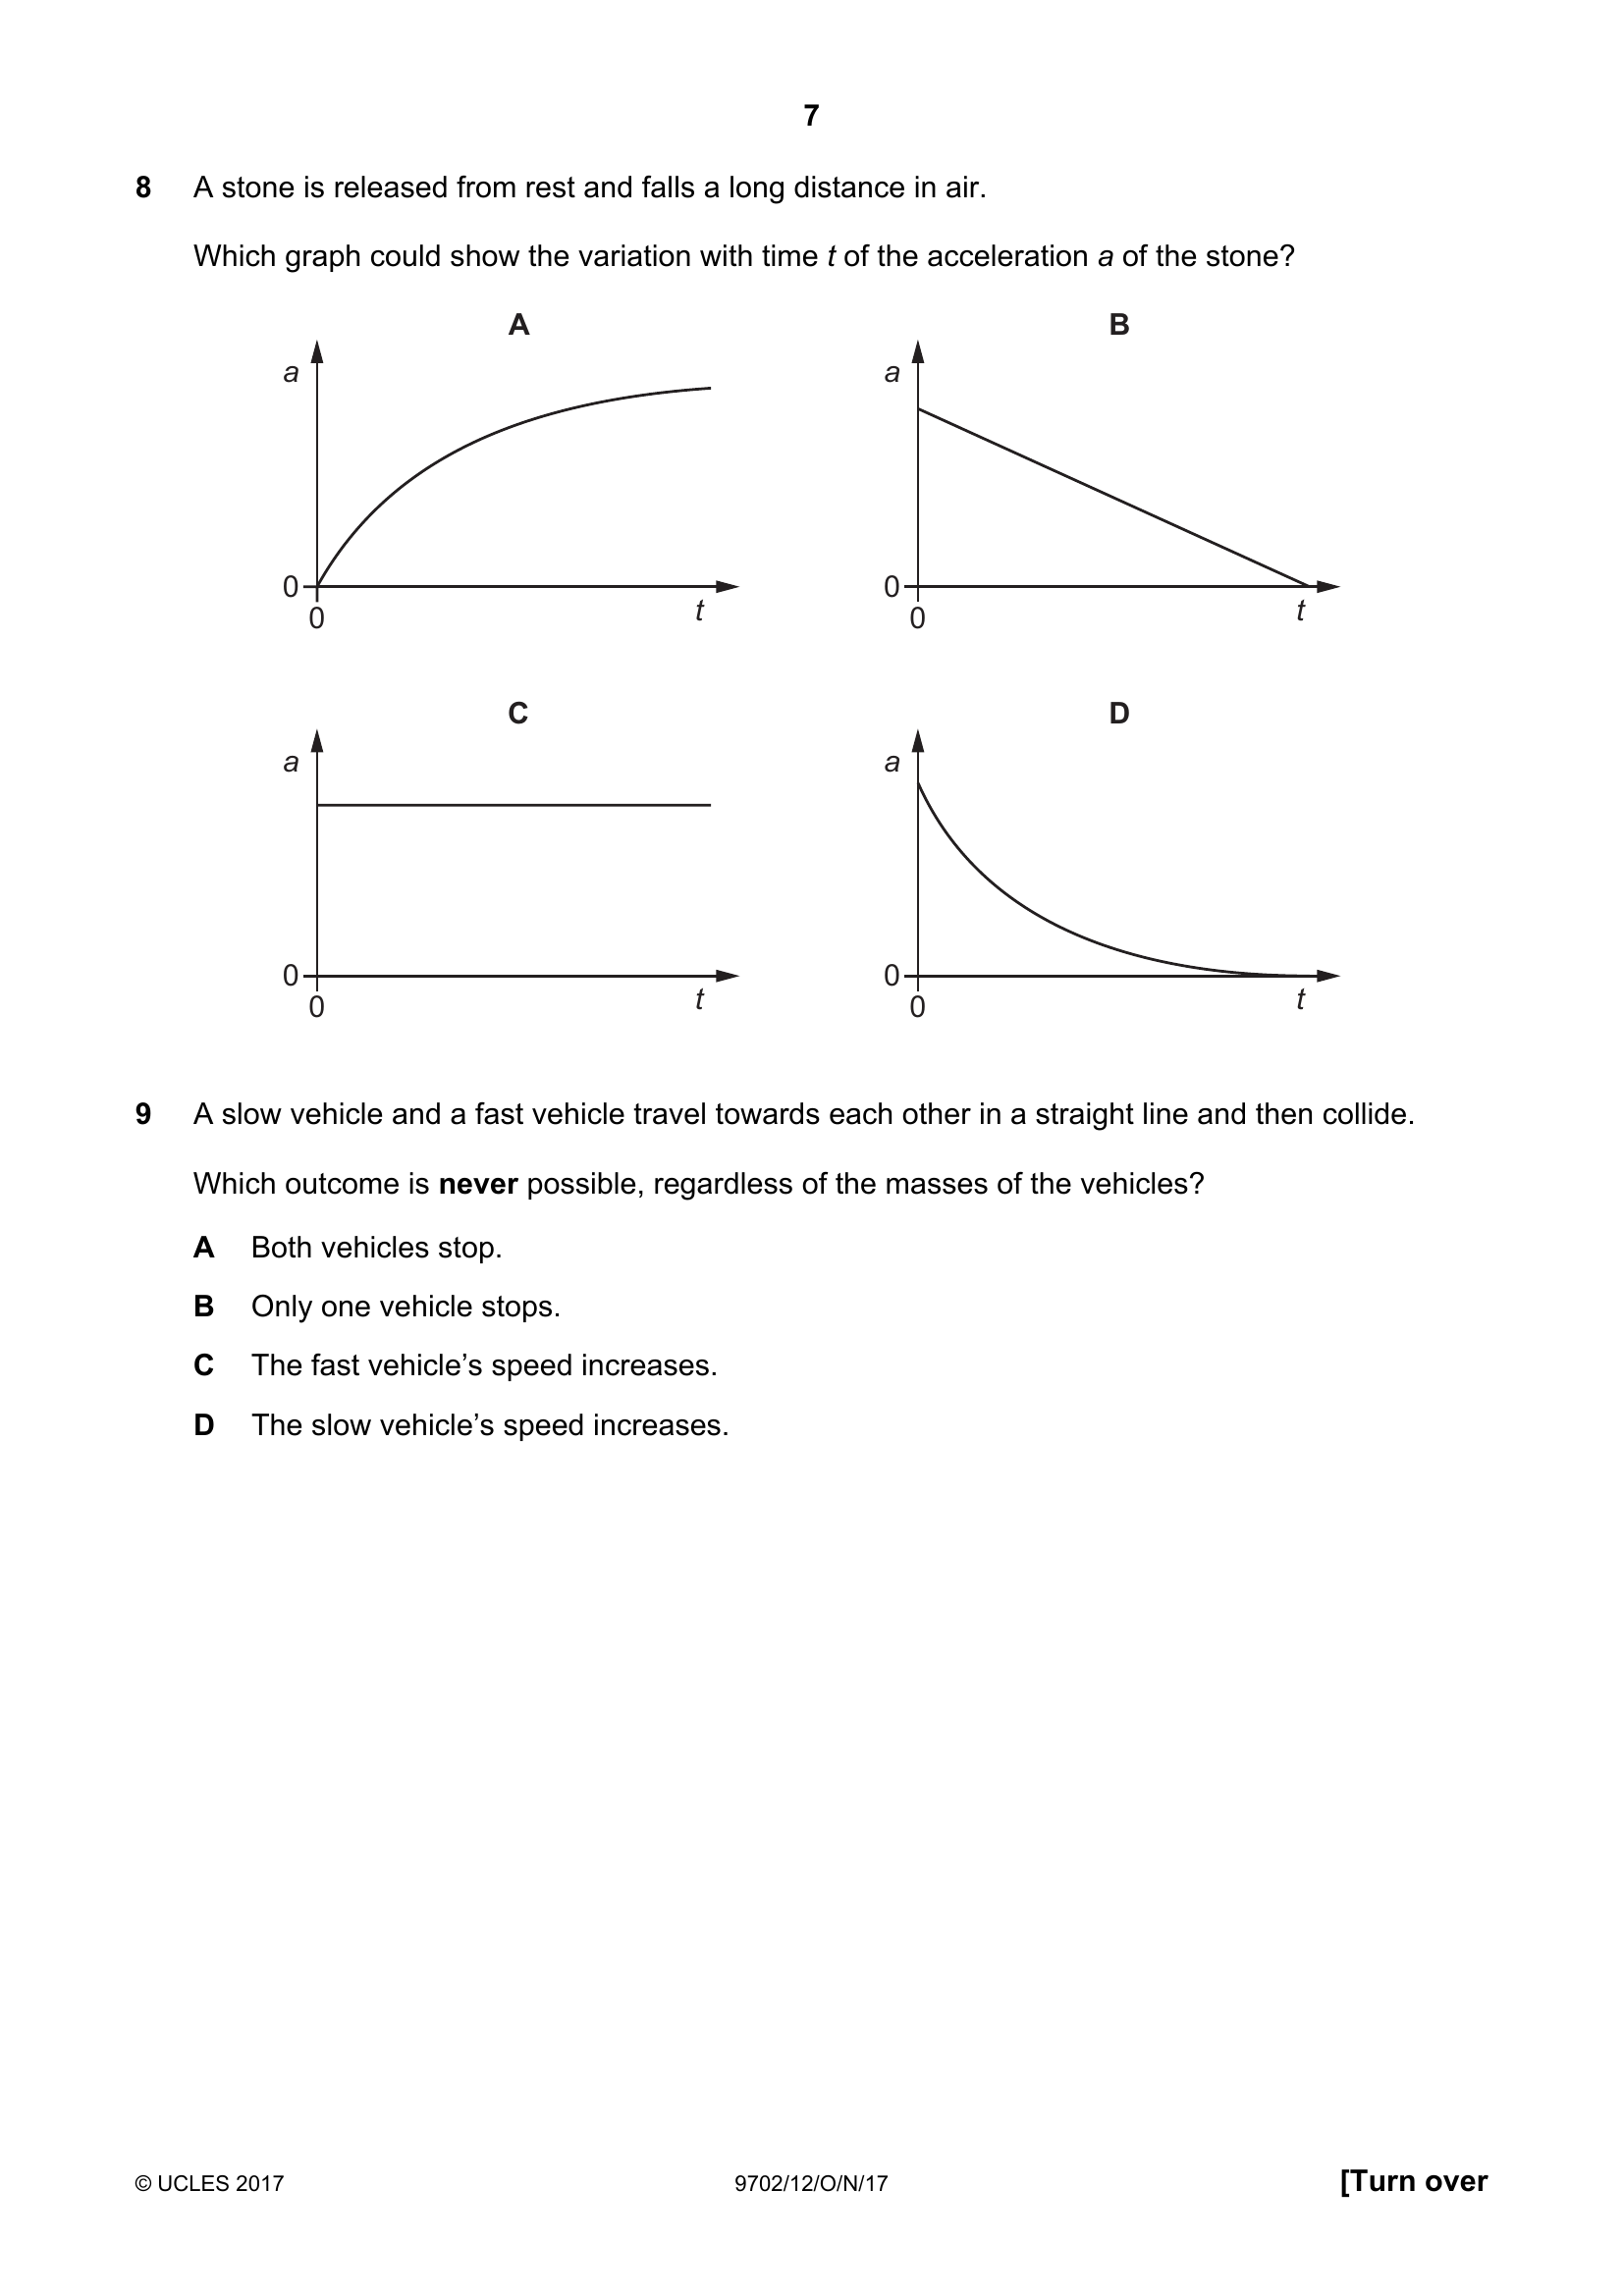 7
8 A stone is released from rest and falls a long distance in air.
Which graph could show the variation with time t of the acceleration a of the stone?
A
a
0
0
t
B
a
0
0
t
C
a
0
0
t
D
a
0
0
t
9 A slow vehicle and a fast vehicle travel towards each other in a straight line and then collide.
Which outcome is never possible, regardless of the masses of the vehicles?
A Both vehicles stop.
B Only one vehicle stops.
C The fast vehicle’s speed increases.
D The slow vehicle’s speed increases.
© UCLES 2017 9702/12/O/N/17 [Turn over